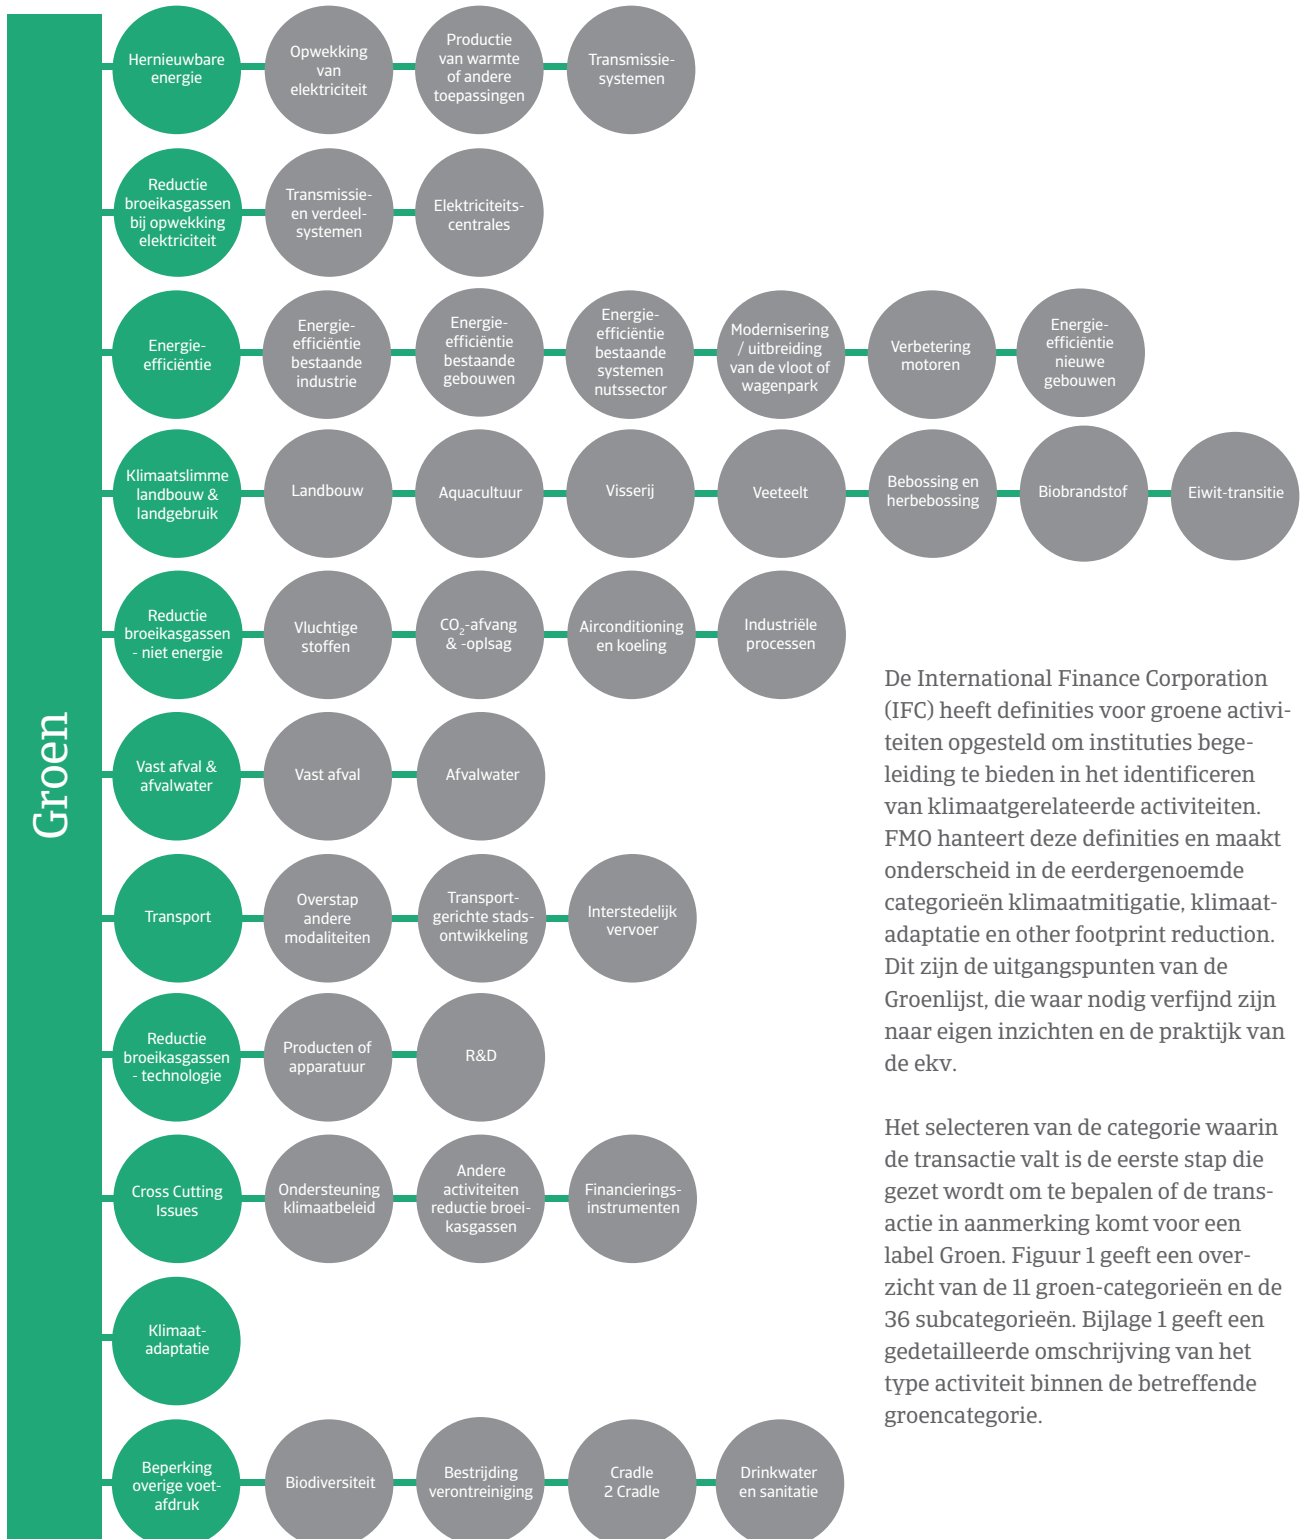 Groen
Hernieuwbare
energie
Opwekking
van
elektriciteit
Productie
van warmte
of andere
toepassingen
Transmissie-
systemen
Reductie
broeikasgassen
bij opwekking
elektriciteit
Transmissie-
en verdeel-
systemen
Elektriciteits-
centrales
Energie-
efficiëntie
Energie-
efficiëntie
bestaande
industrie
Energie-
efficiëntie
bestaande
gebouwen
Energie-
efficiëntie
bestaande
systemen
nutssector
Modernisering
/ uitbreiding
van de vloot of
wagenpark
Verbetering
motoren
Energie-
efficiëntie
nieuwe
gebouwen
Klimaatslimme
landbouw &
landgebruik
Landbouw
Aquacultuur
Visserij
Veeteelt
Bebossing en
herbebossing
Biobrandstof
Eiwit-transitie
Reductie
broeikasgassen
- niet energie
Vluchtige
stoffen
CO₂-afvang
& -oplsag
Airconditioning
en koeling
Industriële
processen
Vast afval &
afvalwater
Vast afval
Afvalwater
Transport
Overstap
andere
modaliteiten
Transport-
gerichte stads-
ontwikkeling
Interstedelijk
vervoer
Reductie
broeikasgassen
- technologie
Producten of
apparatuur
R&D
Cross Cutting
Issues
Ondersteuning
klimaatbeleid
Andere
activiteiten
reductie broei-
kasgassen
Financierings-
instrumenten
Klimaat-
adaptatie
Beperking
overige voet-
afdruk
Biodiversiteit
Bestrijding
verontreiniging
Cradle
2 Cradle
Drinkwater
en sanitatie
De International Finance Corporation
(IFC) heeft definities voor groene activi-
teiten opgesteld om instituties bege-
leiding te bieden in het identificeren
van klimaatgerelateerde activiteiten.
FMO hanteert deze definities en maakt
onderscheid in de eerdergenoemde
categorieën klimaatmitigatie, klimaat-
adaptatie en other footprint reduction.
Dit zijn de uitgangspunten van de
Groenlijst, die waar nodig verfijnd zijn
naar eigen inzichten en de praktijk van
de ekv.
Het selecteren van de categorie waarin
de transactie valt is de eerste stap die
gezet wordt om te bepalen of de trans-
actie in aanmerking komt voor een
label Groen. Figuur 1 geeft een over-
zicht van de 11 groen-categorieën en de
36 subcategorieën. Bijlage 1 geeft een
gedetailleerde omschrijving van het
type activiteit binnen de betreffende
groencategorie.